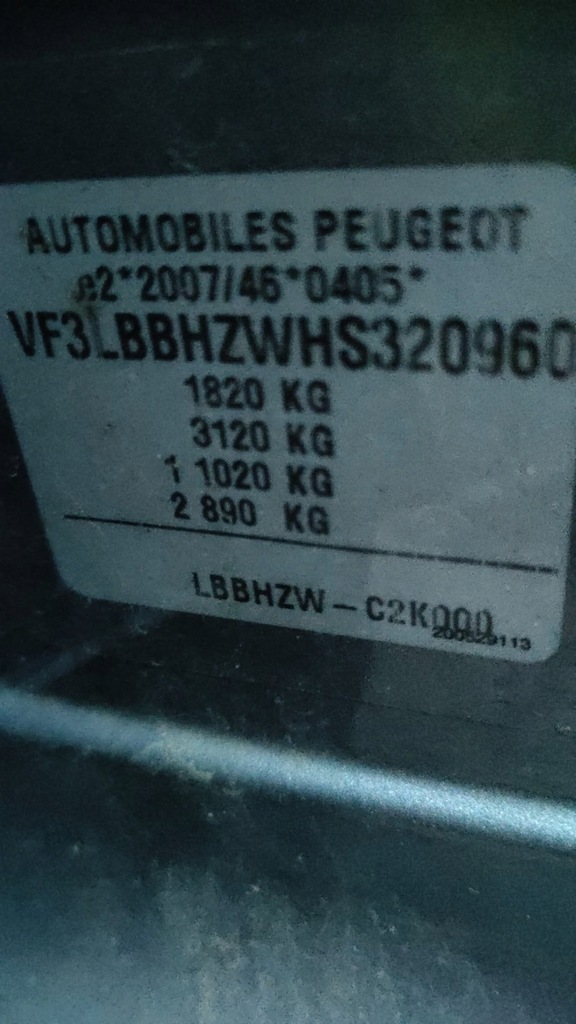 AUTOMOBILES PEUGEOT
e2*2007/46*0405*
VF3LBBHZWHS320960
1820 KG
3120 KG
1 1020 KG
2 890 KG
LBBHZW – C2K000